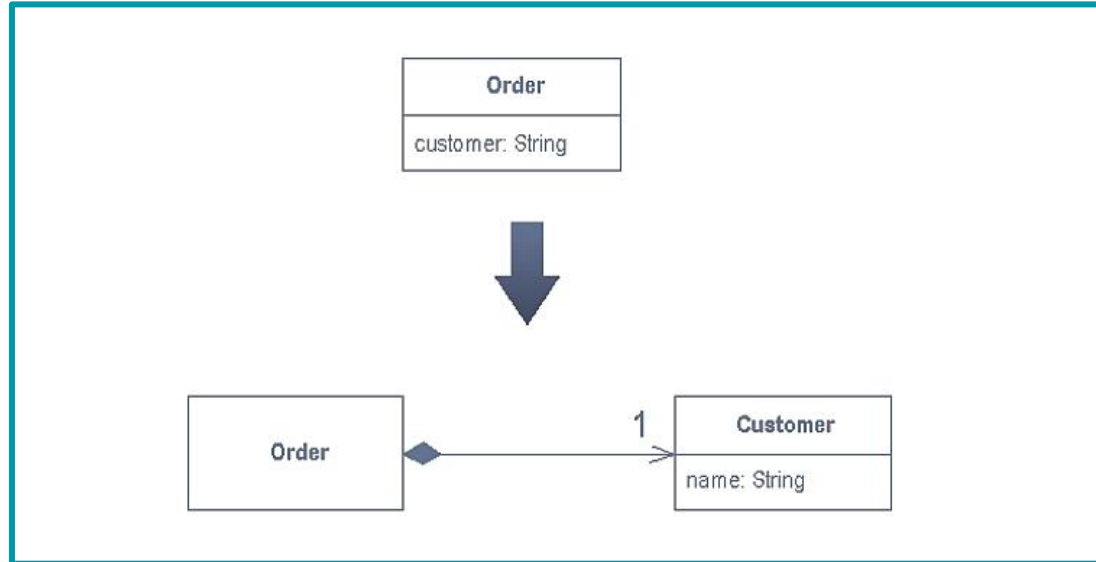 Order
customer: String
1
Order
Customer
name: String